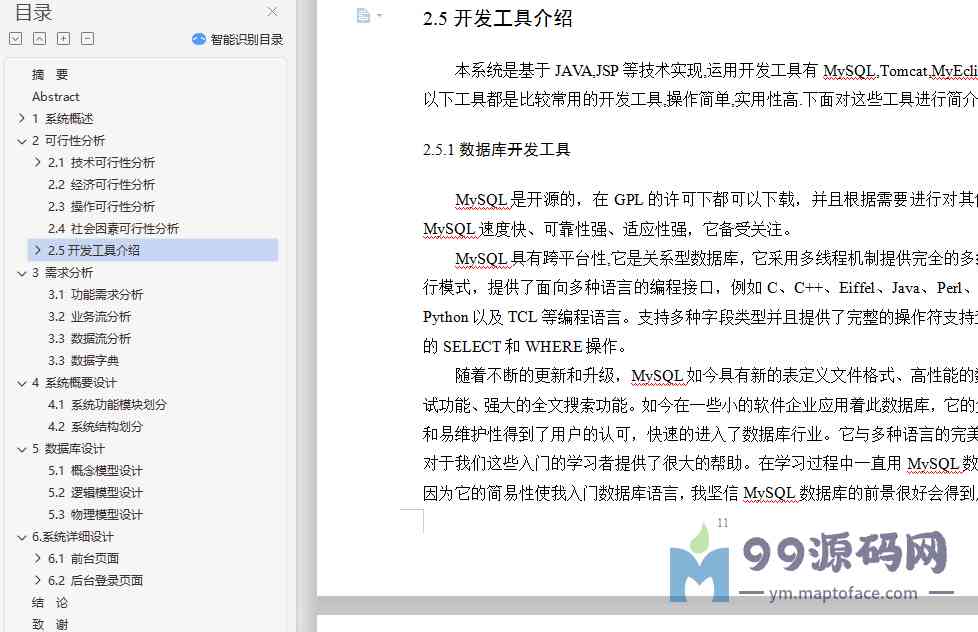 目录
智能识别目录
摘 要
Abstract
1 系统概述
2 可行性分析
2.1 技术可行性分析
2.2 经济可行性分析
2.3 操作可行性分析
2.4 社会因素可行性分析
2.5 开发工具介绍
3 需求分析
3.1 功能需求分析
3.2 业务流分析
3.3 数据流分析
3.3 数据字典
4 系统概要设计
4.1 系统功能模块划分
4.2 系统结构划分
5 数据库设计
5.1 概念模型设计
5.2 逻辑模型设计
5.3 物理模型设计
6.系统详细设计
6.1 前台页面
6.2 后台登录页面
结 论
致 谢
2.5 开发工具介绍
本系统是基于 JAVA,JSP 等技术实现,运用开发工具有 MySQL,Tomcat,MyEcli
以下工具都是比较常用的开发工具,操作简单,实用性高.下面对这些工具进行简介
2.5.1 数据库开发工具
MySQL 是开源的，在 GPL 的许可下都可以下载，并且根据需要进行对其
MySQL 速度快、可靠性强、适应性强，它备受关注。
MySQL 具有跨平台性,它是关系型数据库，它采用多线程机制提供完全的多
行模式，提供了面向多种语言的编程接口，例如 C、C++、Eiffel、Java、Perl、
Python 以及 TCL 等编程语言。支持多种字段类型并且提供了完整的操作符支持
的 SELECT 和 WHERE 操作。
随着不断的更新和升级，MySQL 如今具有新的表定义文件格式、高性能的
试功能、强大的全文搜索功能。如今在一些小的软件企业应用着此数据库，它的
和易维护性得到了用户的认可，快速的进入了数据库行业。它与多种语言的完美
对于我们这些入门的学习者提供了很大的帮助。在学习过程中一直用 MySQL 数
因为它的简易性使我入门数据库语言，我坚信 MySQL 数据库的前景很好会得到
11
99源码网
ym.maptoface.com